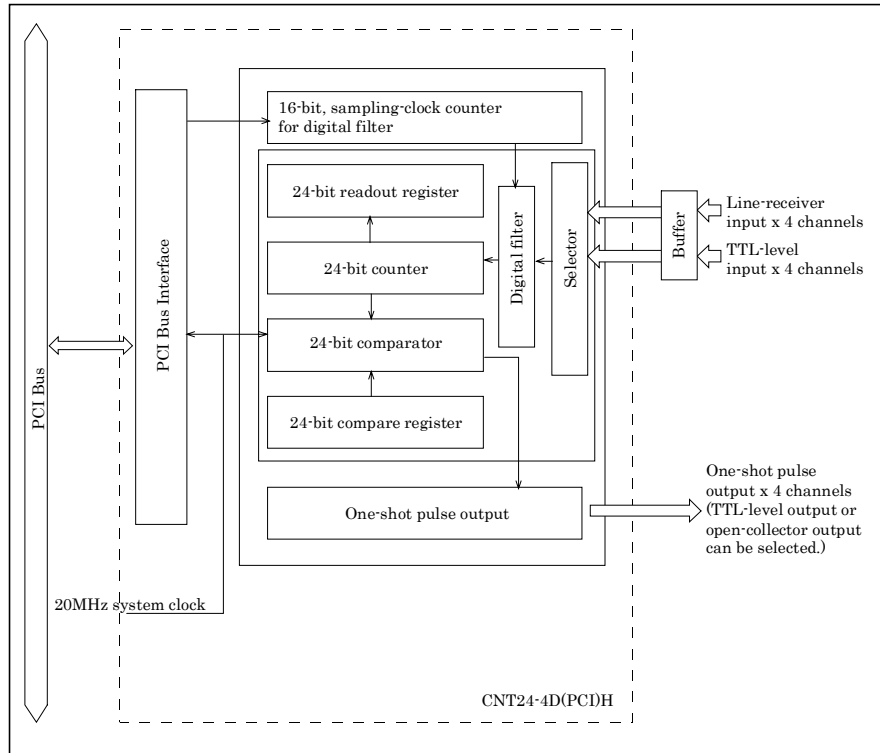 16-bit, sampling-clock counter
for digital filter
24-bit readout register
24-bit counter
24-bit comparator
24-bit compare register
One-shot pulse output
Digital filter
Selector
Buffer
Line-receiver
input x 4 channels
TTL-level
input x 4 channels
PCI Bus
PCI Bus Interface
One-shot pulse
output x 4 channels
(TTL-level output or
open-collector output
can be selected.)
20MHz system clock
CNT24-4D(PCI)H